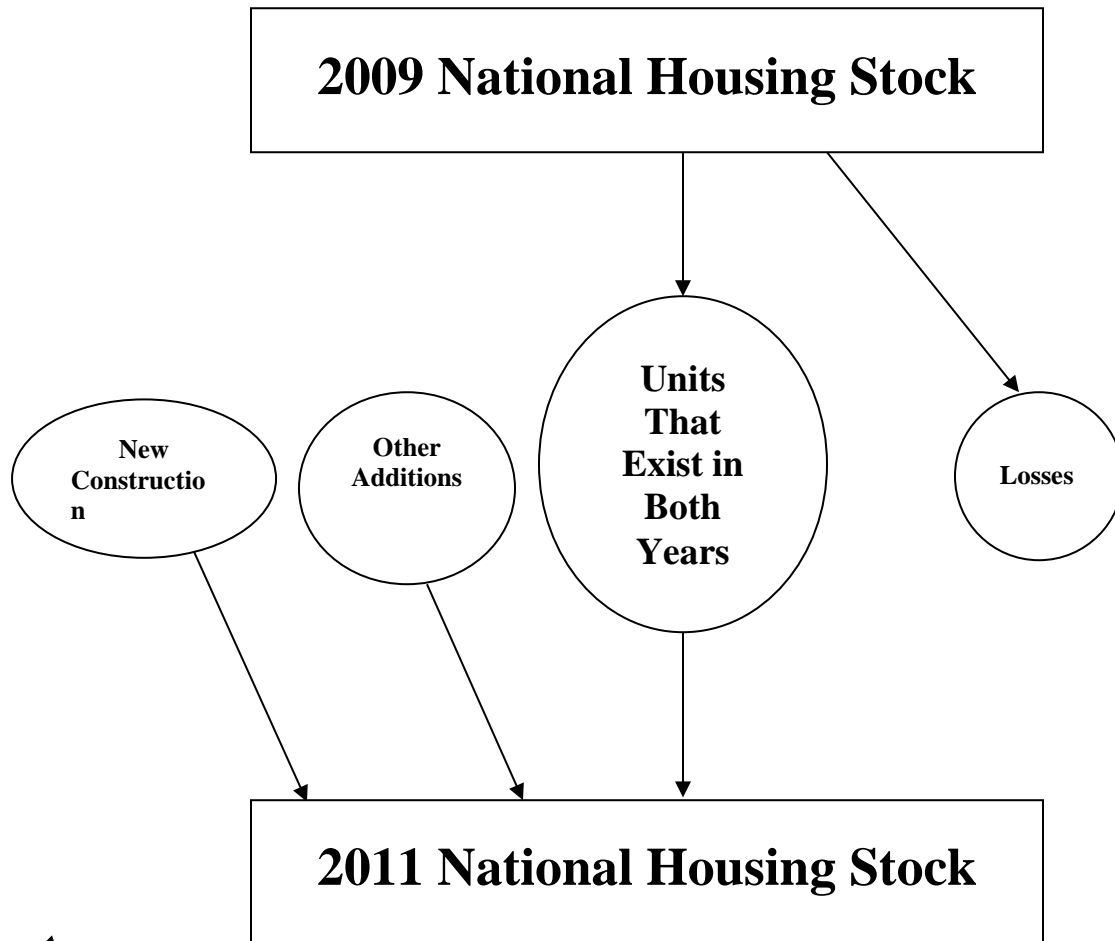 2009 National Housing Stock
Units
That
Exist in
Both
Years
New
Constructio
n
Other
Additions
Losses
2011 National Housing Stock